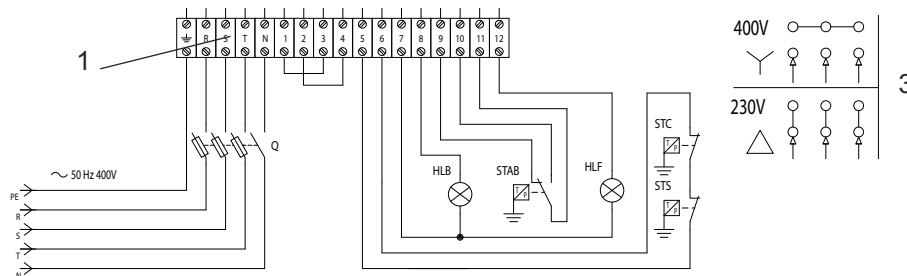 R S T N 1 2 3 4 5 6 7 8 9 10 11 12
1
Q
~ 50 Hz 400V
PE
R
S
T
N
HLB
STAB
T P
HLF
STC
T P
STS
T P
400V
230V
3